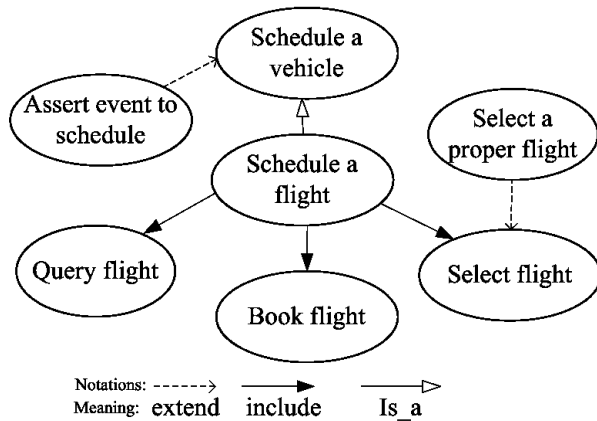 Schedule a
vehicle
Assert event to
schedule
Select a
proper flight
Schedule a
flight
Query flight
Select flight
Book flight
Notations:
Meaning: extend include Is_a